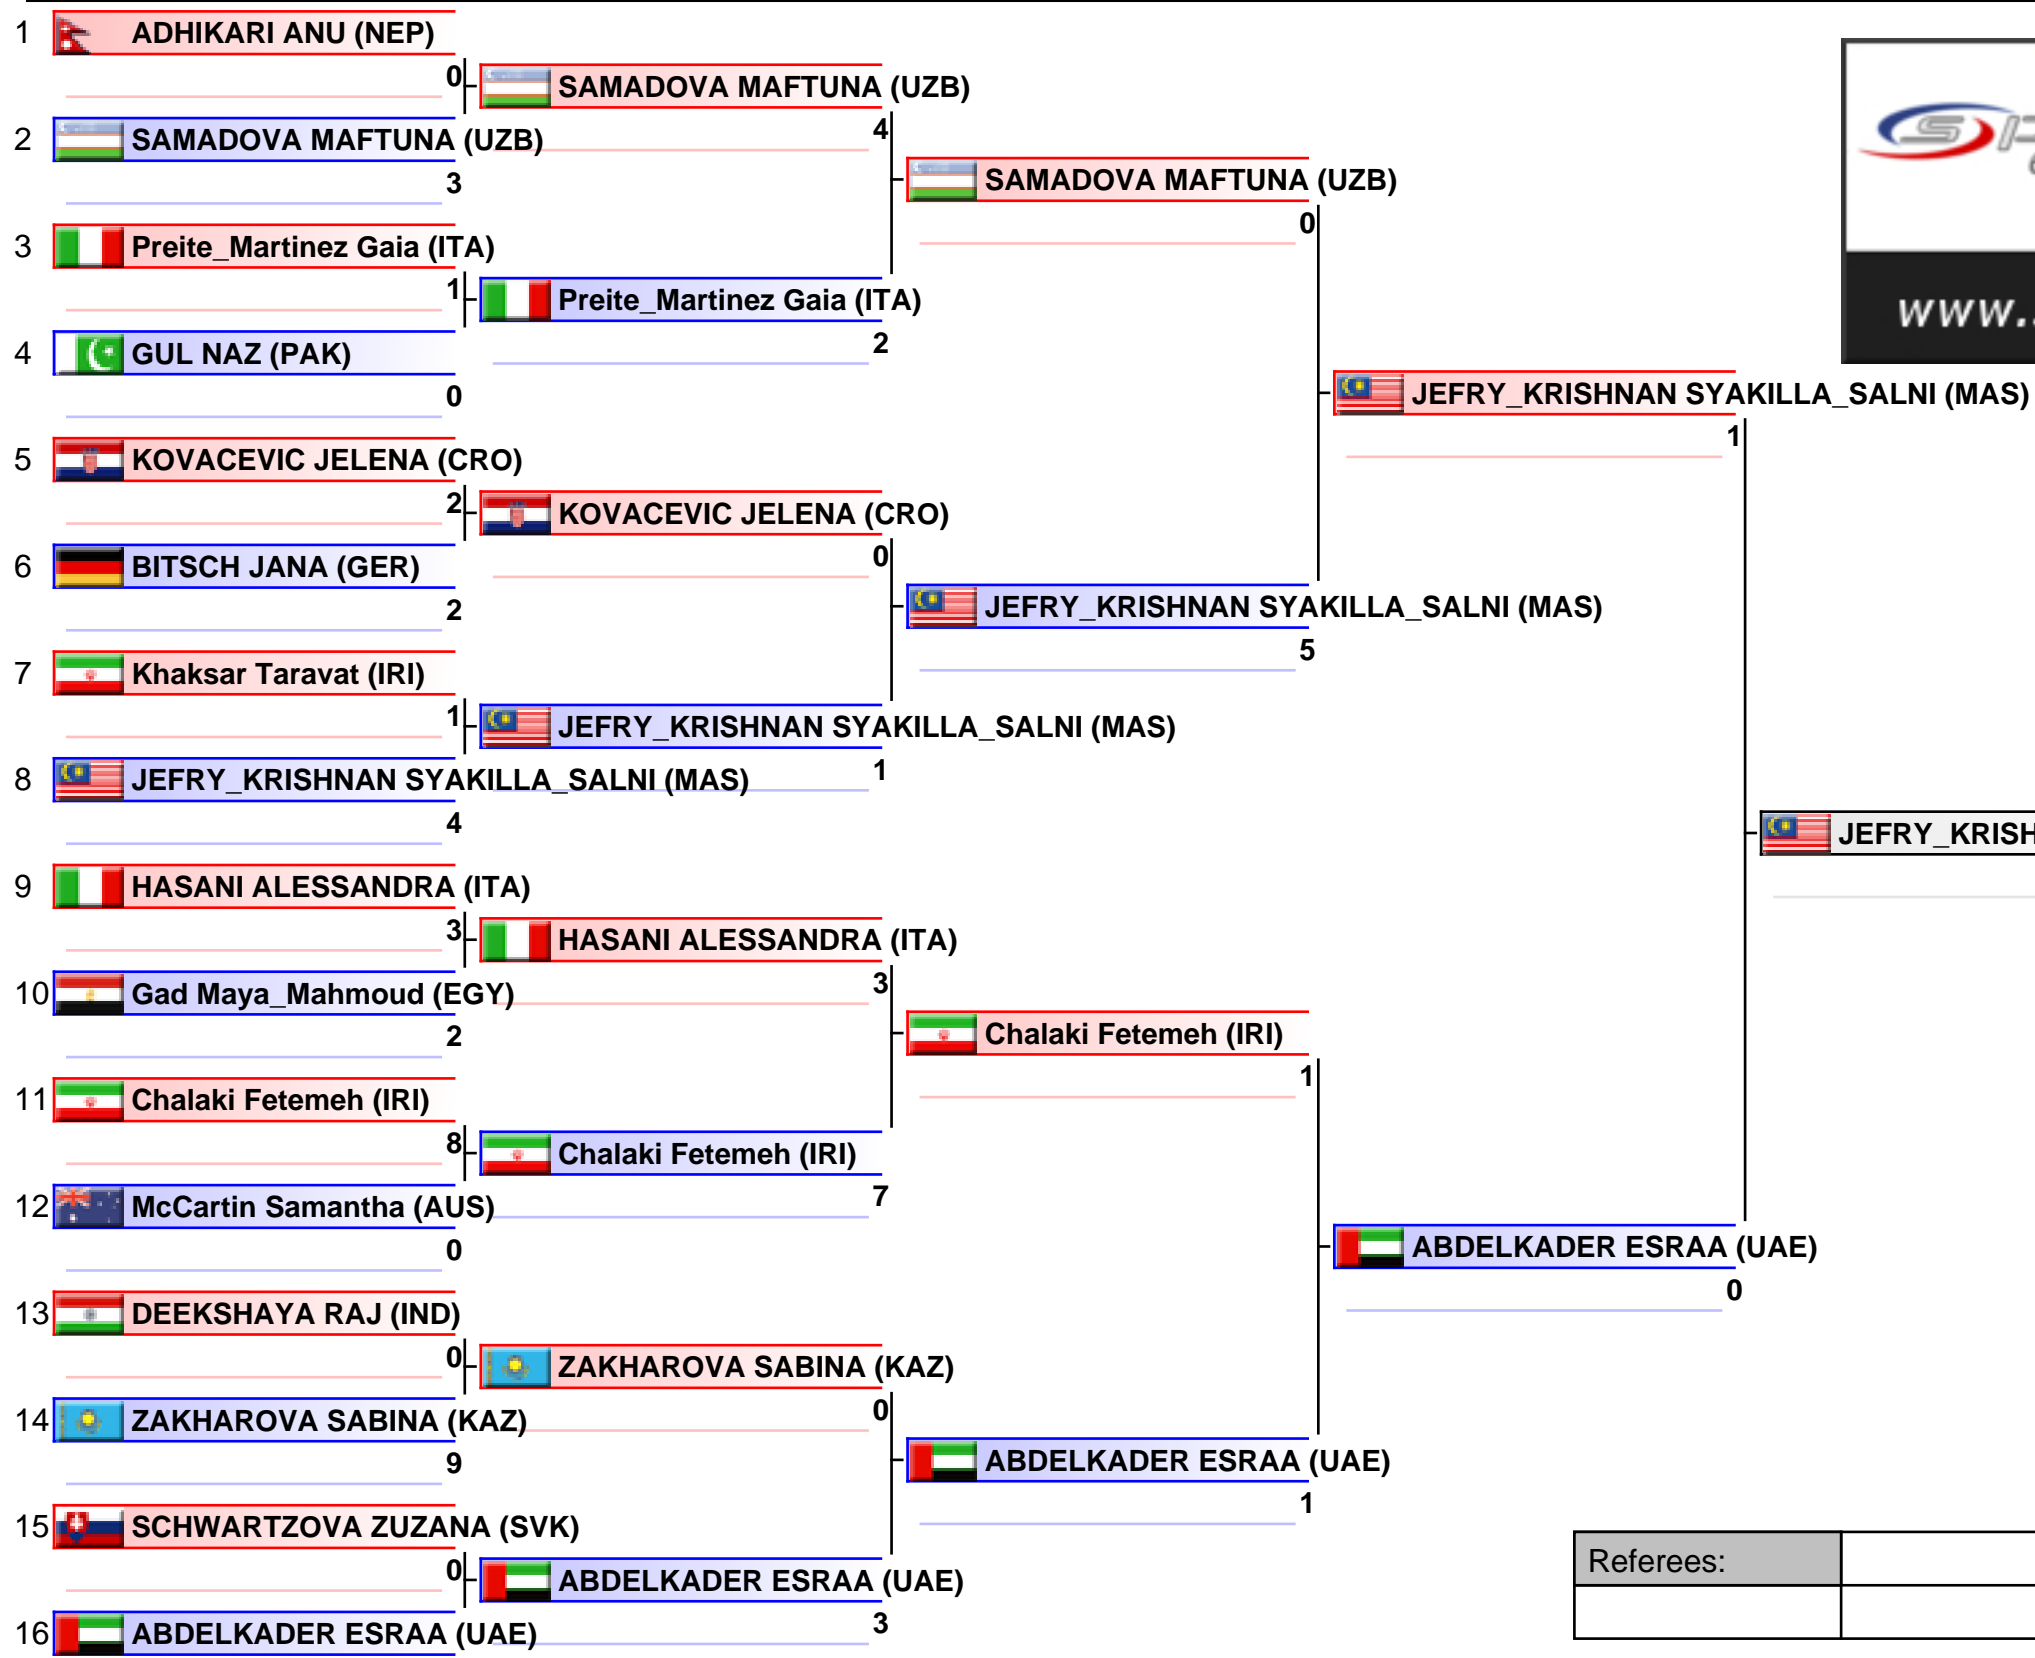 1 ADHIKARI ANU (NEP)
0
SAMADOVA MAFTUNA (UZB)
4
2 SAMADOVA MAFTUNA (UZB)
3
SAMADOVA MAFTUNA (UZB)
0
3 Preite_Martinez Gaia (ITA)
1
Preite_Martinez Gaia (ITA)
2
4 GUL NAZ (PAK)
0
www.
JEFRY_KRISHNAN SYAKILLA_SALNI (MAS)
1
5 KOVACEVIC JELENA (CRO)
2
KOVACEVIC JELENA (CRO)
0
6 BITSCH JANA (GER)
2
JEFRY_KRISHNAN SYAKILLA_SALNI (MAS)
5
7 Khaksar Taravat (IRI)
1
JEFRY_KRISHNAN SYAKILLA_SALNI (MAS)
1
8 JEFRY_KRISHNAN SYAKILLA_SALNI (MAS)
4
JEFRY_KRISH
9 HASANI ALESSANDRA (ITA)
3
HASANI ALESSANDRA (ITA)
3
10 Gad Maya_Mahmoud (EGY)
2
Chalaki Fetemeh (IRI)
1
11 Chalaki Fetemeh (IRI)
8
Chalaki Fetemeh (IRI)
7
12 McCartin Samantha (AUS)
0
ABDELKADER ESRAA (UAE)
0
13 DEEKSHAYA RAJ (IND)
0
ZAKHAROVA SABINA (KAZ)
0
14 ZAKHAROVA SABINA (KAZ)
9
ABDELKADER ESRAA (UAE)
1
15 SCHWARTZOVA ZUZANA (SVK)
0
ABDELKADER ESRAA (UAE)
3
16 ABDELKADER ESRAA (UAE)
Referees: